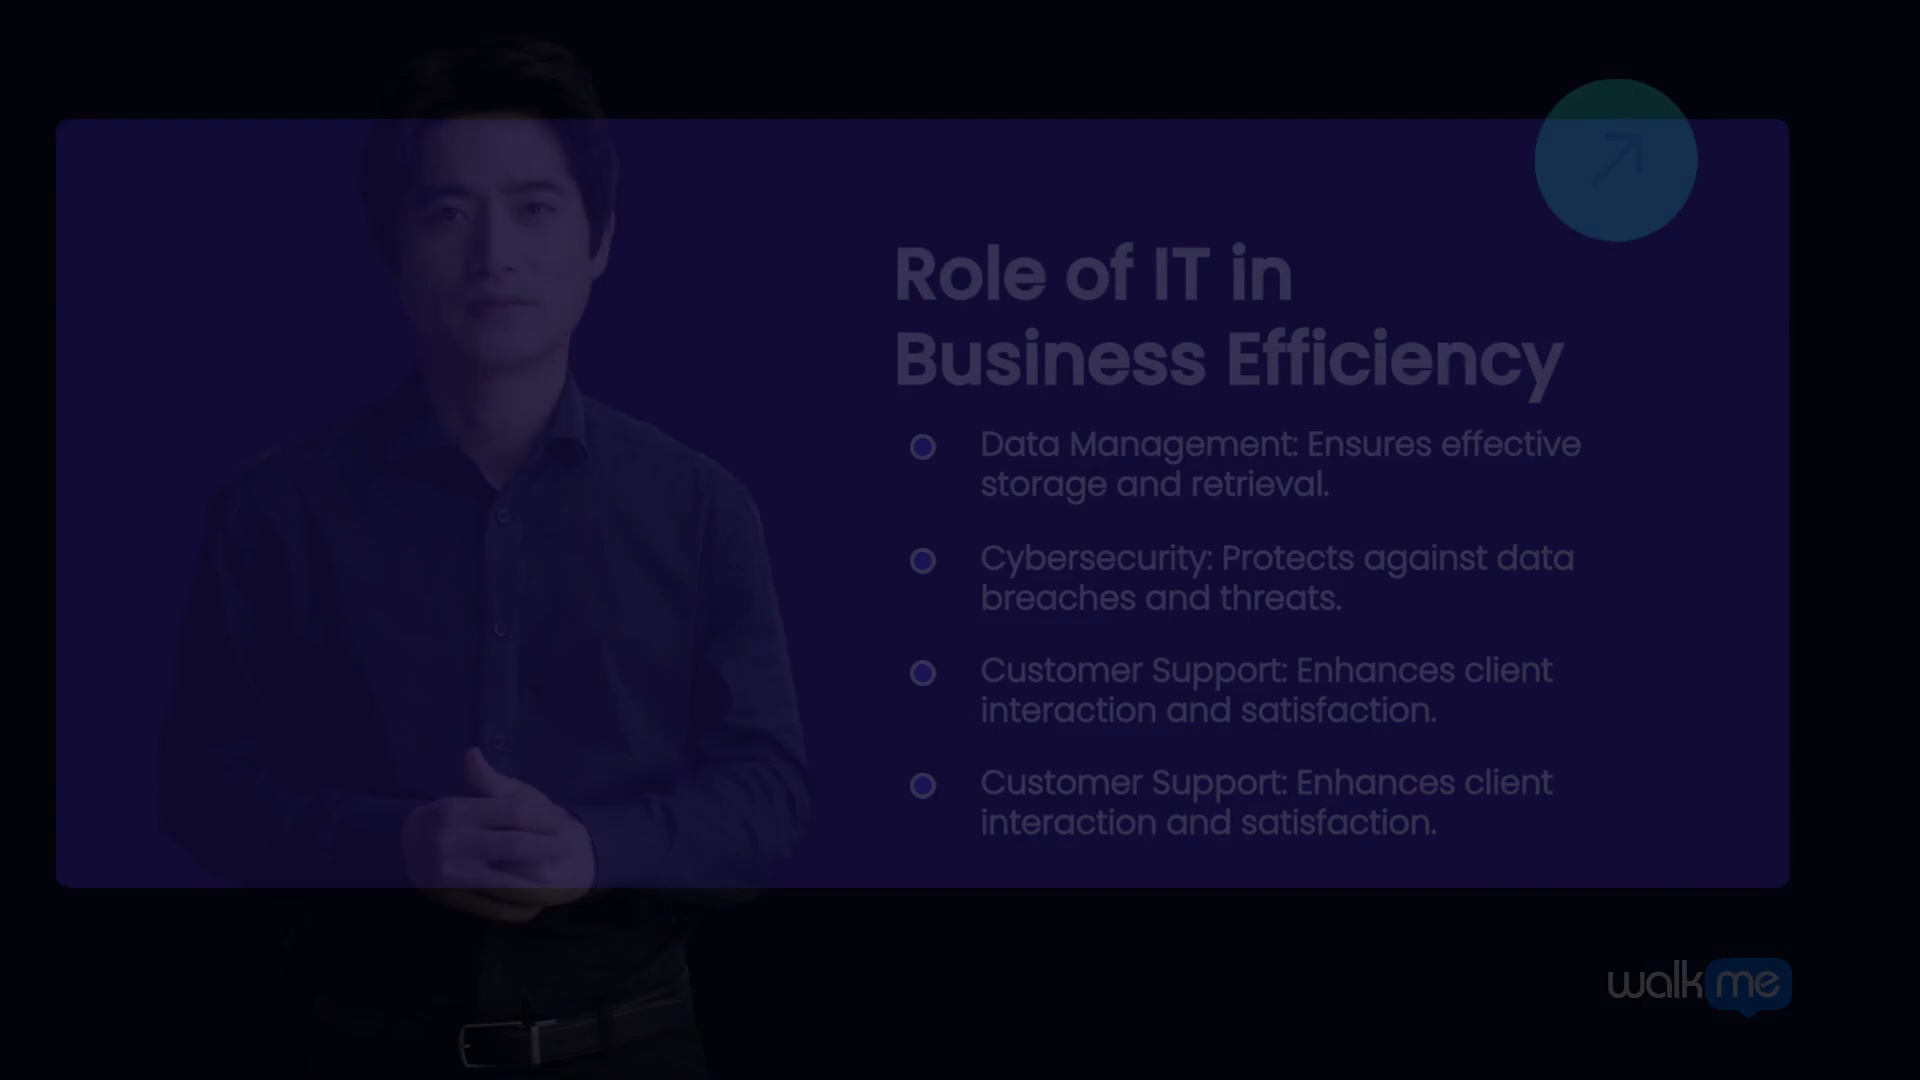 Role of IT in
Business Efficiency
Data Management: Ensures effective
storage and retrieval.
Cybersecurity: Protects against data
breaches and threats.
Customer Support: Enhances client
interaction and satisfaction.
Customer Support: Enhances client
interaction and satisfaction.
walkme